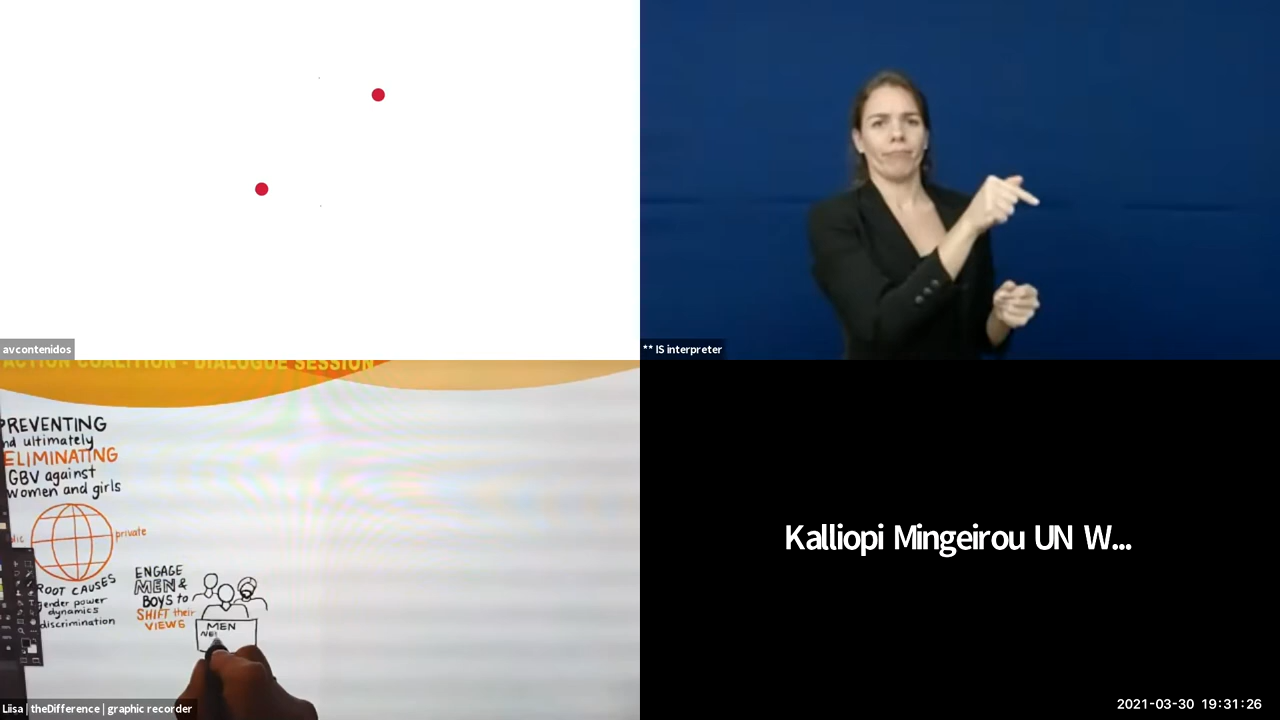 avcontenidos
** IS interpreter
ACTION COALITION - DIALOGUE SESSION
PREVENTING
nd ultimately
ELIMINATING
GBV against
women and girls
private
ROOT CAUSES
gender power
dynamics
discrimination
ENGAGE
MEN &
BOYS to
SHIFT their
VIEWS
MEN
Liisa | theDifference | graphic recorder
Kalliopi Mingeirou UN W...
2021-03-30 19:31:26